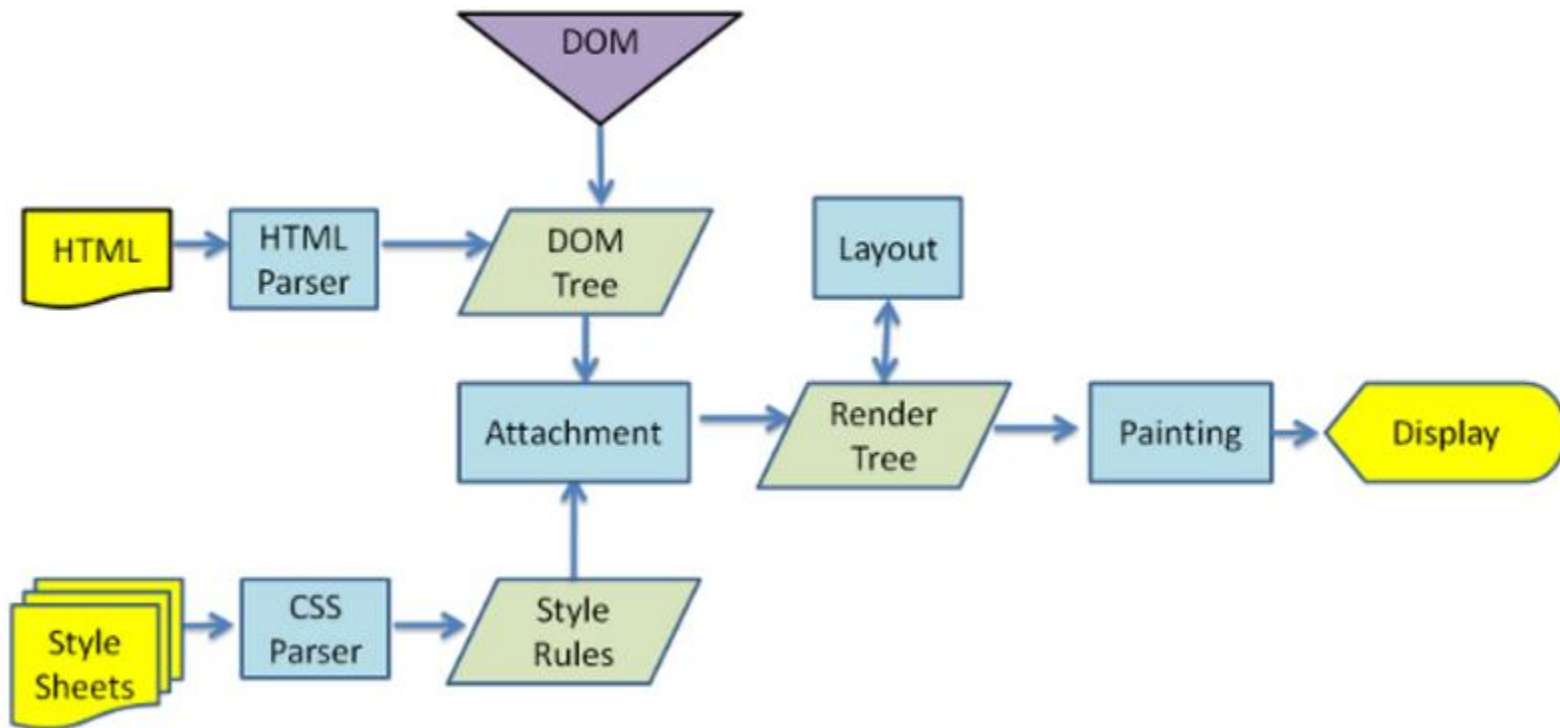 DOM
HTML
HTML
Parser
DOM
Tree
Layout
Attachment
Render
Tree
Painting
Display
Style
Sheets
CSS
Parser
Style
Rules